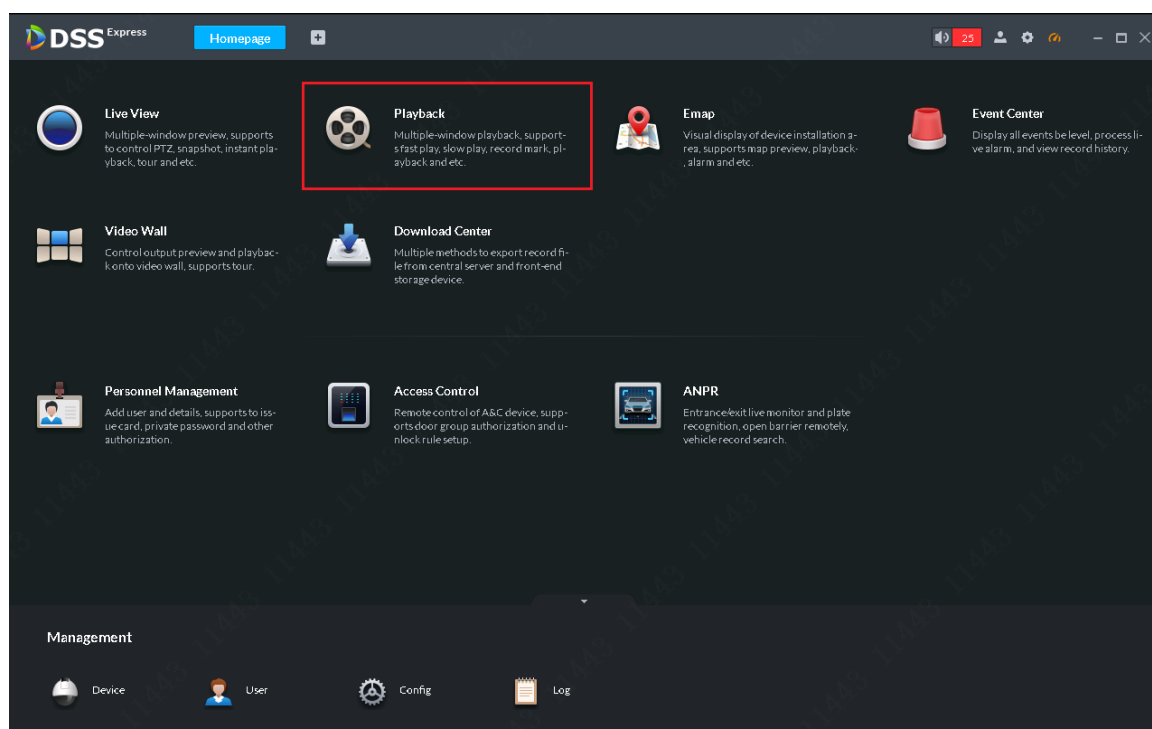 DSS Express
Homepage
25
Live View
Multiple-window preview, supports
to control PTZ, snapshot, instant pla-
yback, tour and etc.
Playback
Multiple-window playback, support-
s fast play, slow play, record mark, pl-
ayback and etc.
Emap
Visual display of device installation a-
rea, supports map preview, playback-
, alarm and etc.
Event Center
Display all events be level, process li-
ve alarm, and view record history.
Video Wall
Control output preview and playbac-
k onto video wall, supports tour.
Download Center
Multiple methods to export record fi-
le from central server and front-end
storage device.
Personnel Management
Add user and details, supports to iss-
ue card, private password and other
authorization.
Access Control
Remote control of A&C device, supp-
orts door group authorization and u-
nlock rule setup.
ANPR
Entrance/exit live monitor and plate
recognition, open barrier remotely,
vehicle record search.
Management
Device
User
Config
Log